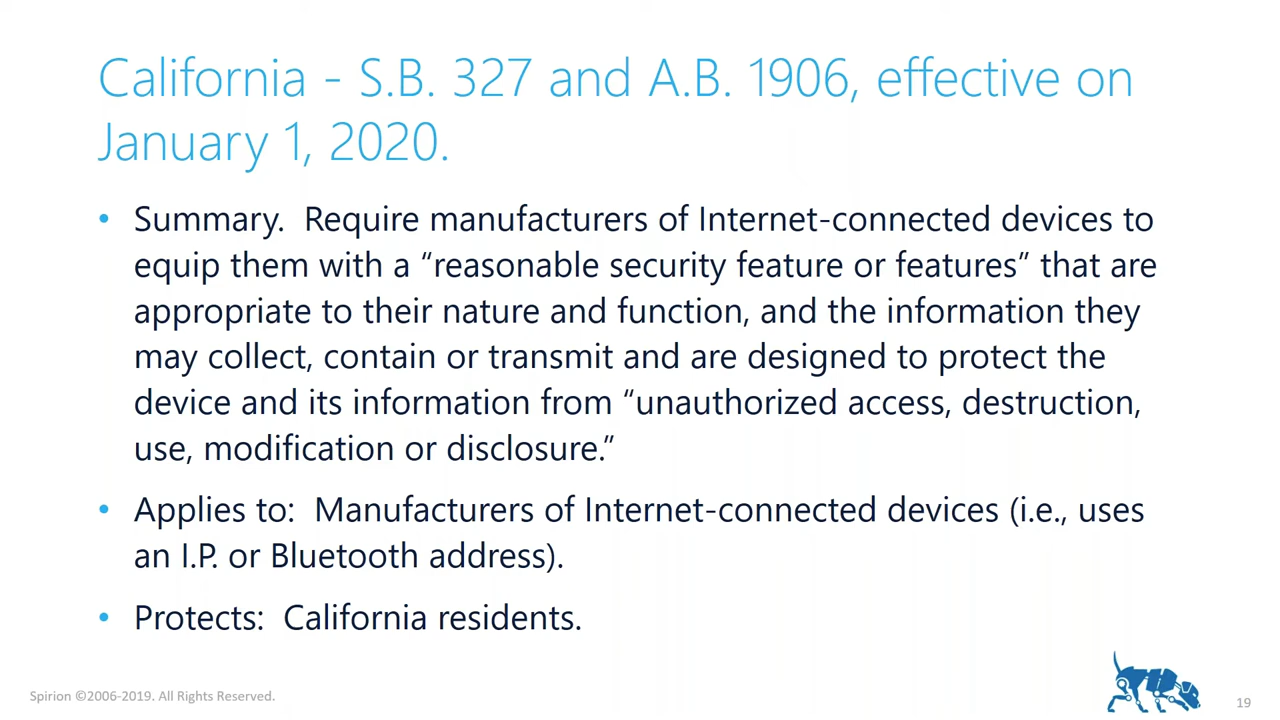 California - S.B. 327 and A.B. 1906, effective on
January 1, 2020.
• Summary.  Require manufacturers of Internet-connected devices to
equip them with a “reasonable security feature or features” that are
appropriate to their nature and function, and the information they
may collect, contain or transmit and are designed to protect the
device and its information from “unauthorized access, destruction,
use, modification or disclosure.”
• Applies to:  Manufacturers of Internet-connected devices (i.e., uses
an I.P. or Bluetooth address).
• Protects:  California residents.
Spirion ©2006-2019. All Rights Reserved.
19